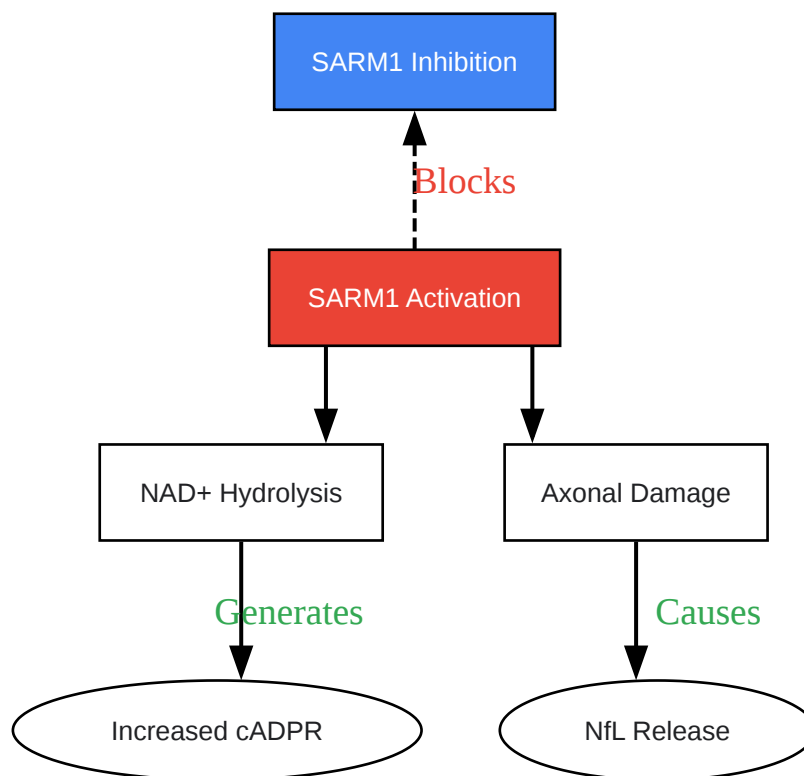 SARM1 Inhibition
Blocks
SARM1 Activation
NAD+ Hydrolysis
Axonal Damage
Generates
Causes
Increased cADPR
NfL Release